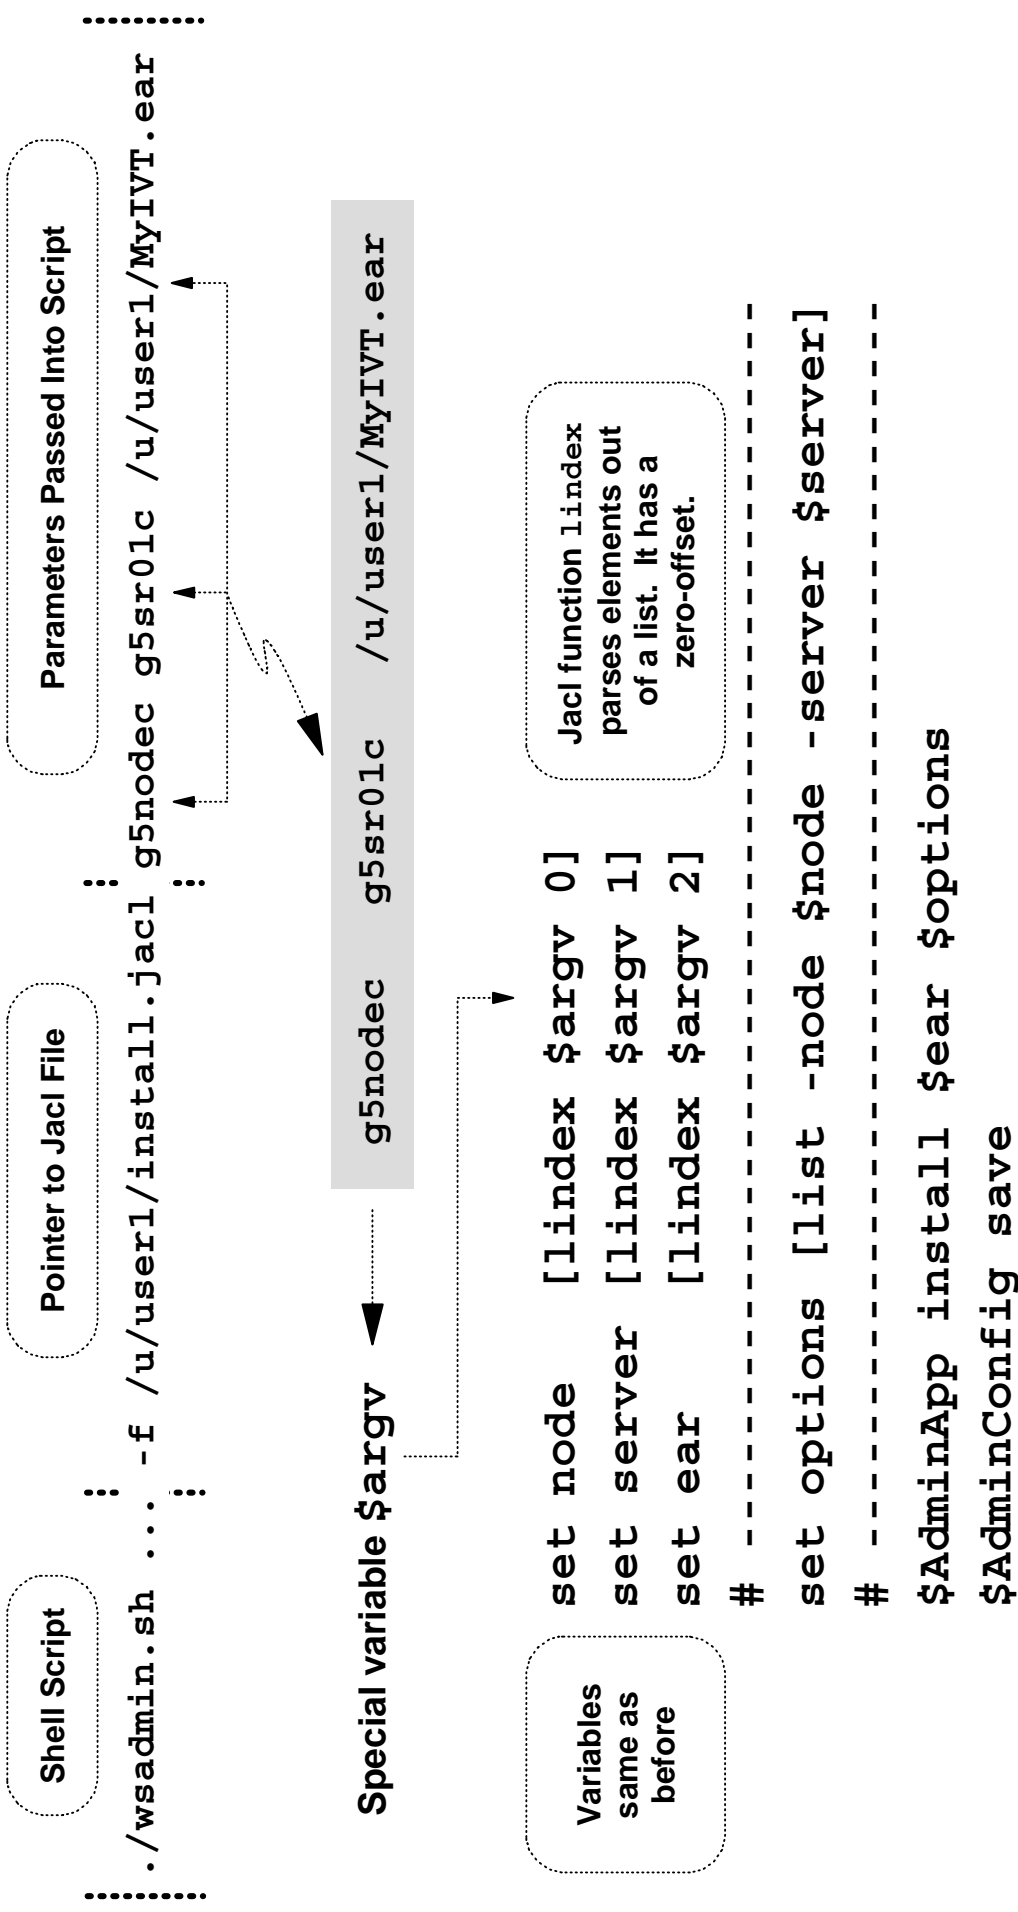 Shell Script
Pointer to Jacl File
Parameters Passed Into Script
./wsadmin.sh ... -f /u/user1/install.jacl g5nodec g5sr01c /u/user1/MyIVT.ear
Special variable $argv
g5nodec g5sr01c /u/user1/MyIVT.ear
Variables
same as
before
set node [lindex $argv 0]
set server [lindex $argv 1]
set ear [lindex $argv 2]
Jacl function lindex
parses elements out
of a list. It has a
zero-offset.
# - - - - - - - - - - - - - - - - - - - - - - - - - - - - - - - - - - - -
set options [list -node $node -server $server]
# - - - - - - - - - - - - - - - - - - - - - - - - - - - - - - - - - - - -
$AdminApp install $ear $options
$AdminConfig save